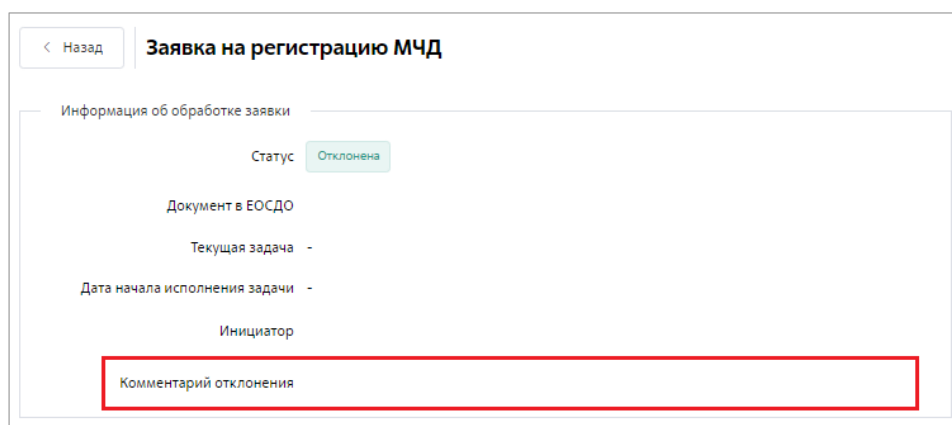 Назад
Заявка на регистрацию МЧД
Информация об обработке заявки
Статус Отклонена
Документ в ЕОСДО
Текущая задача -
Дата начала исполнения задачи -
Инициатор
Комментарий отклонения